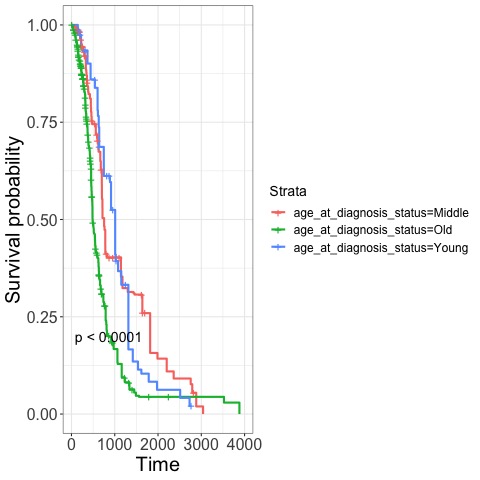 Survival probability
1.00
0.75
0.50
0.25
0.00
p < 0.0001
0 1000 2000 3000 4000
Time
Strata
age_at_diagnosis_status=Middle
age_at_diagnosis_status=Old
age_at_diagnosis_status=Young